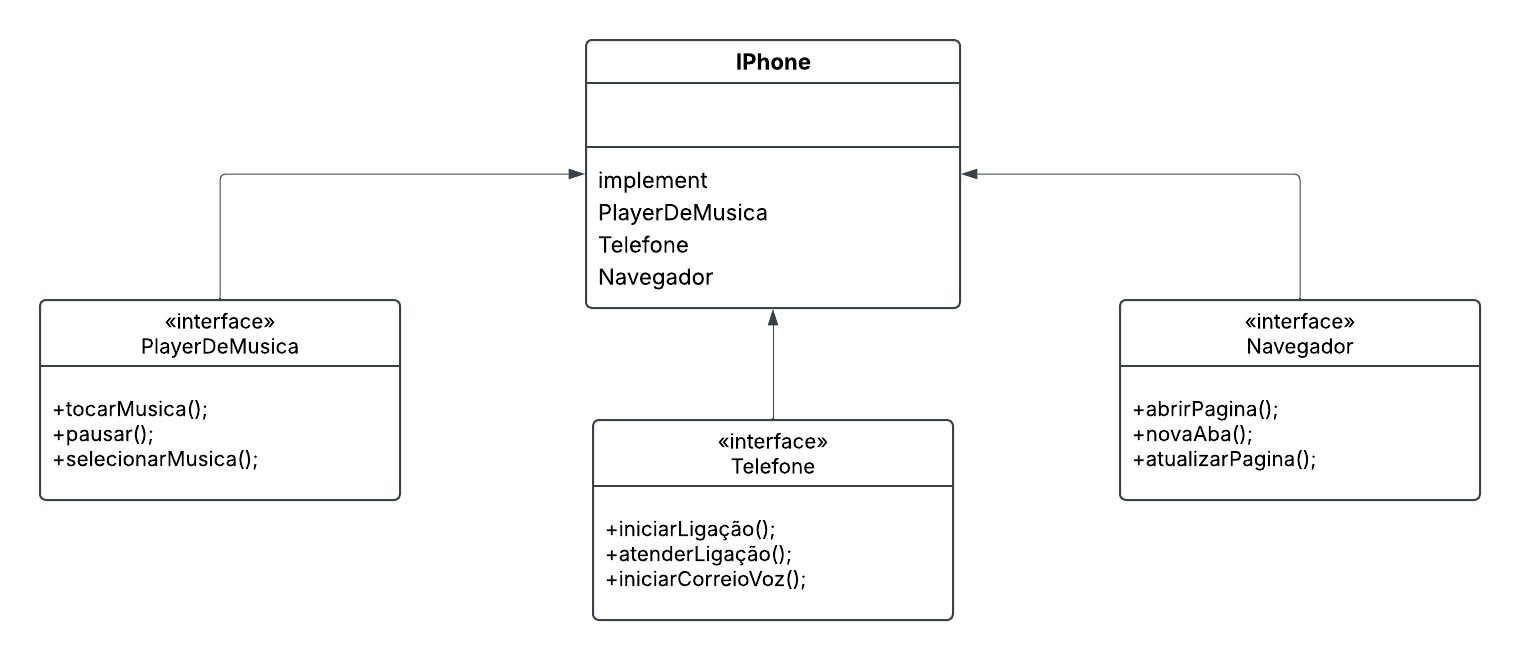 IPhone
implement
PlayerDeMusica
Telefone
Navegador
«interface»
PlayerDeMusica
+tocarMusica();
+pausar();
+selecionarMusica();
«interface»
Telefone
+iniciarLigação();
+atenderLigação();
+iniciarCorreioVoz();
«interface»
Navegador
+abrirPagina();
+novaAba();
+atualizarPagina();